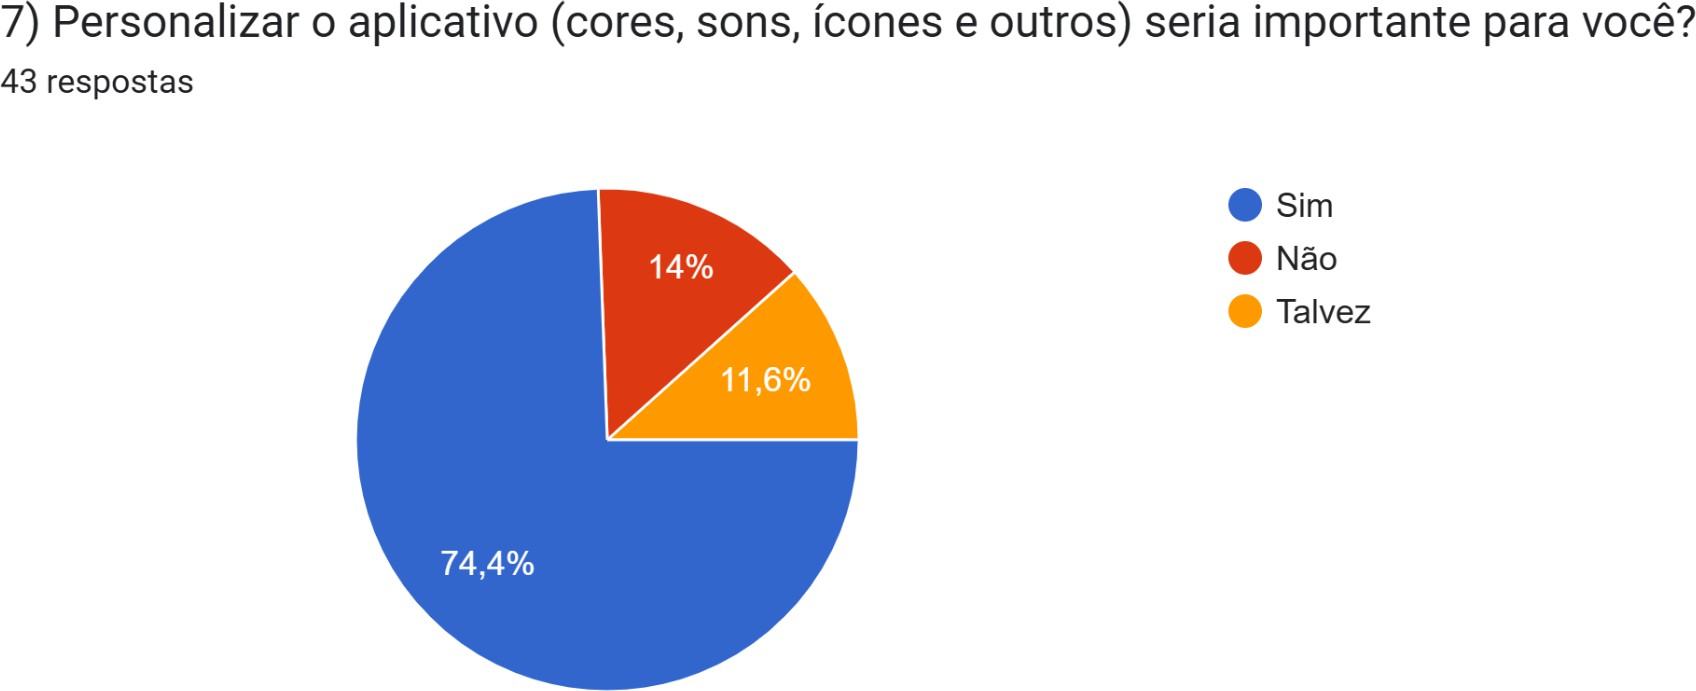 7) Personalizar o aplicativo (cores, sons, ícones e outros) seria importante para você?
43 respostas
Sim
Não
Talvez
14%
11,6%
74,4%